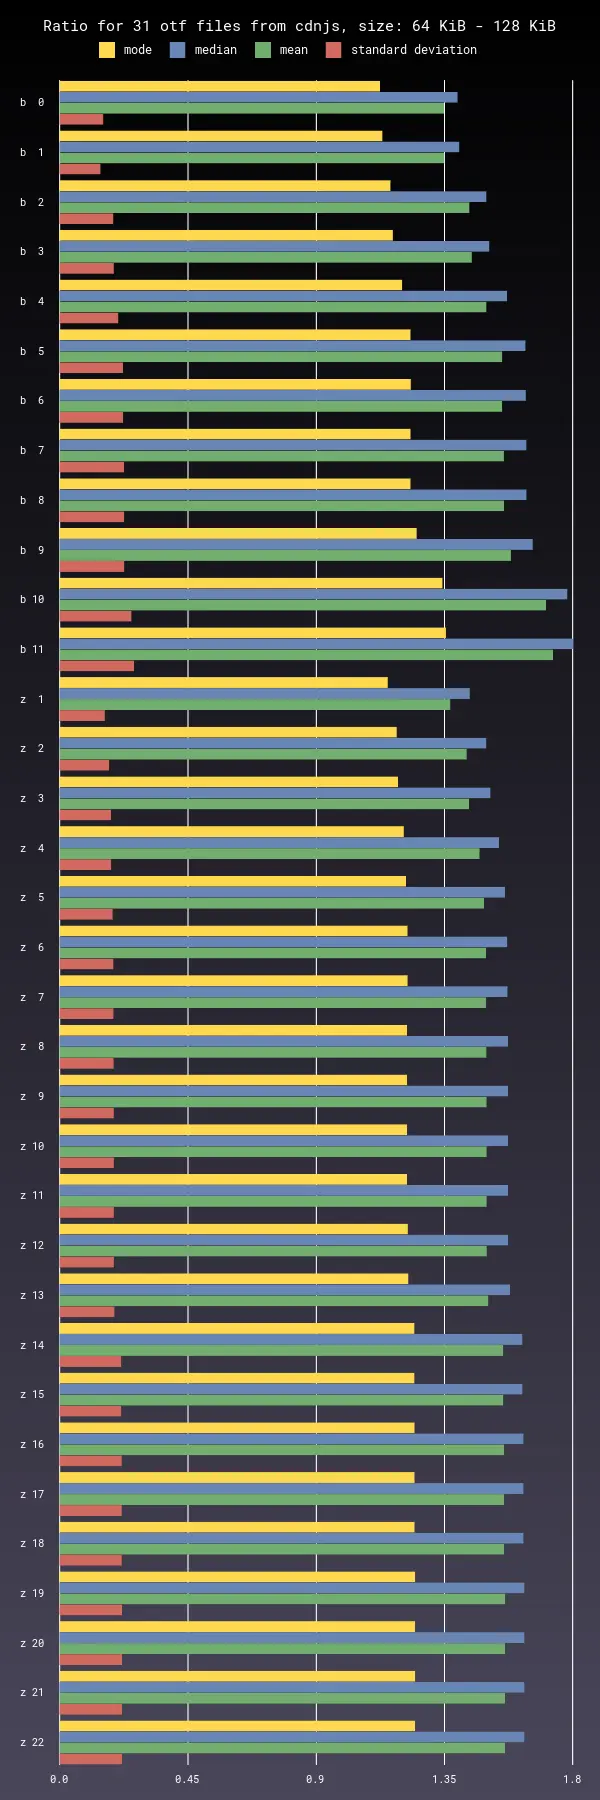 Ratio for 31 otf files from cdnjs, size: 64 KiB - 128 KiB
mode median mean standard deviation
b 0
b 1
b 2
b 3
b 4
b 5
b 6
b 7
b 8
b 9
b 10
b 11
z 1
z 2
z 3
z 4
z 5
z 6
z 7
z 8
z 9
z 10
z 11
z 12
z 13
z 14
z 15
z 16
z 17
z 18
z 19
z 20
z 21
z 22
0.0 0.45 0.9 1.35 1.8